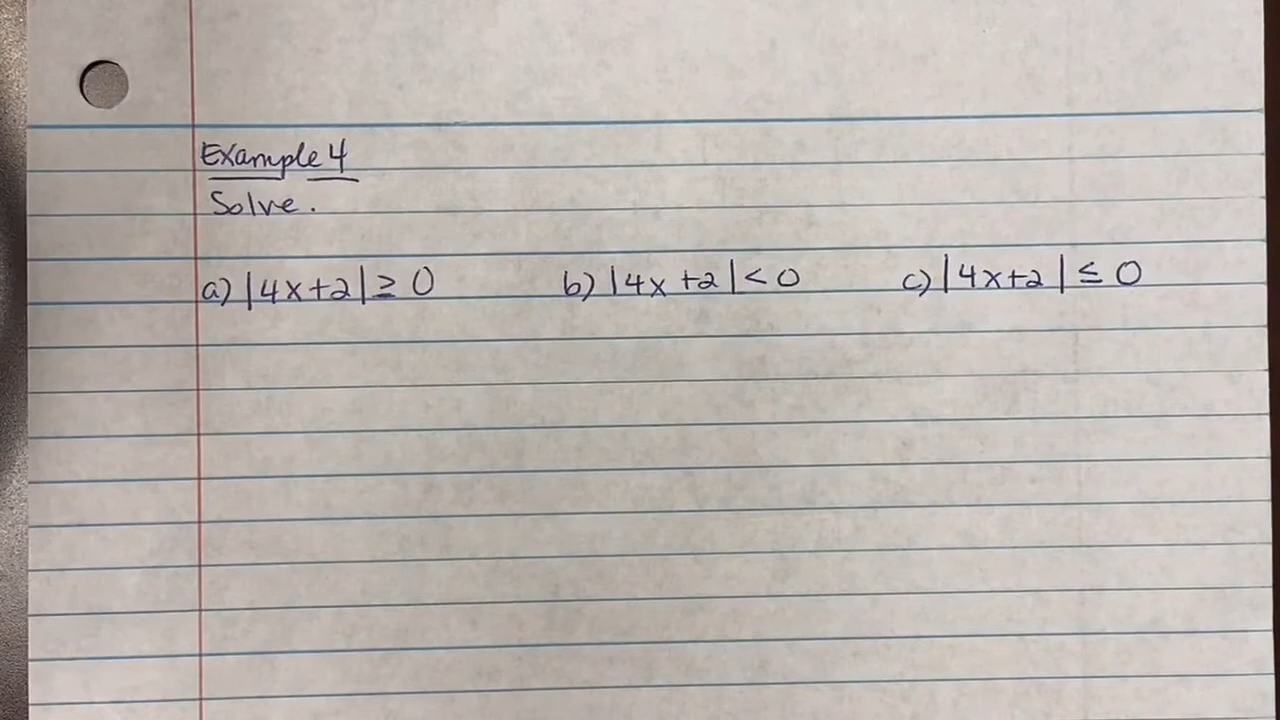 Example 4
Solve.
a) |4x+2| ≥ 0 b) |4x+2| < 0 c) |4x+2| ≤ 0